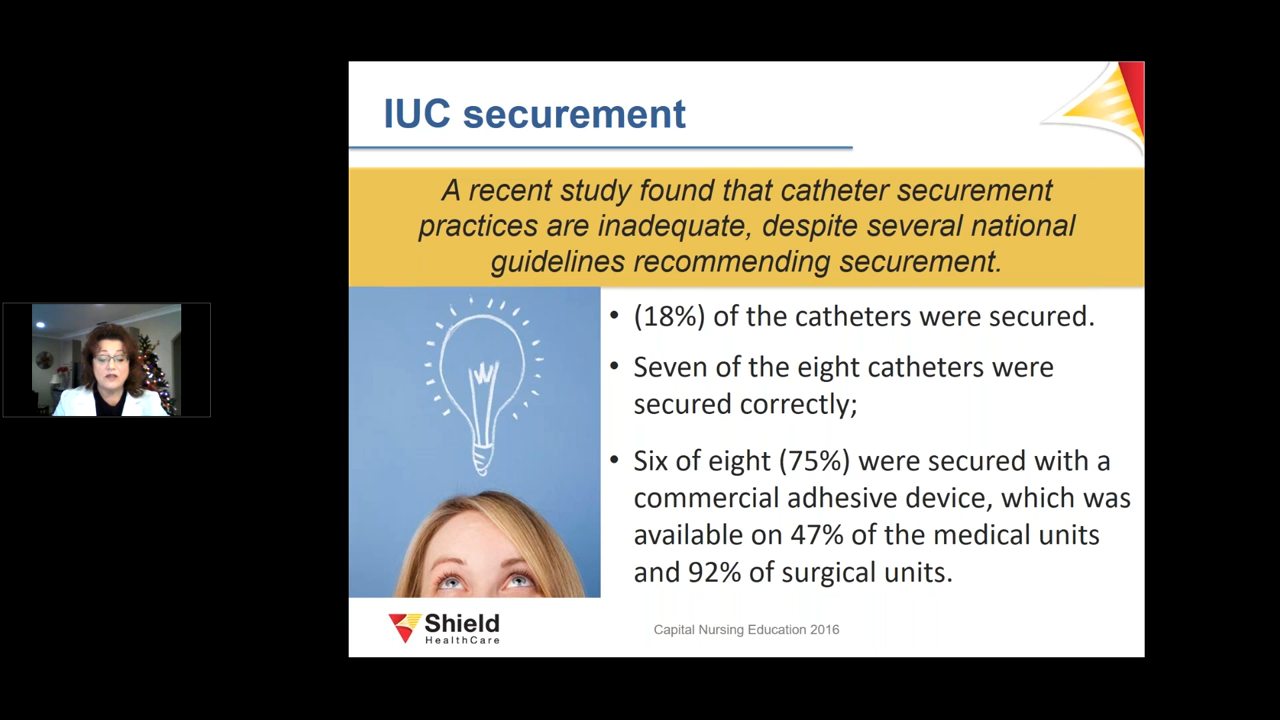 IUC securement
A recent study found that catheter securement
practices are inadequate, despite several national
guidelines recommending securement.
• (18%) of the catheters were secured.
• Seven of the eight catheters were
secured correctly;
• Six of eight (75%) were secured with a
commercial adhesive device, which was
available on 47% of the medical units
and 92% of surgical units.
Shield
HealthCare
Capital Nursing Education 2016